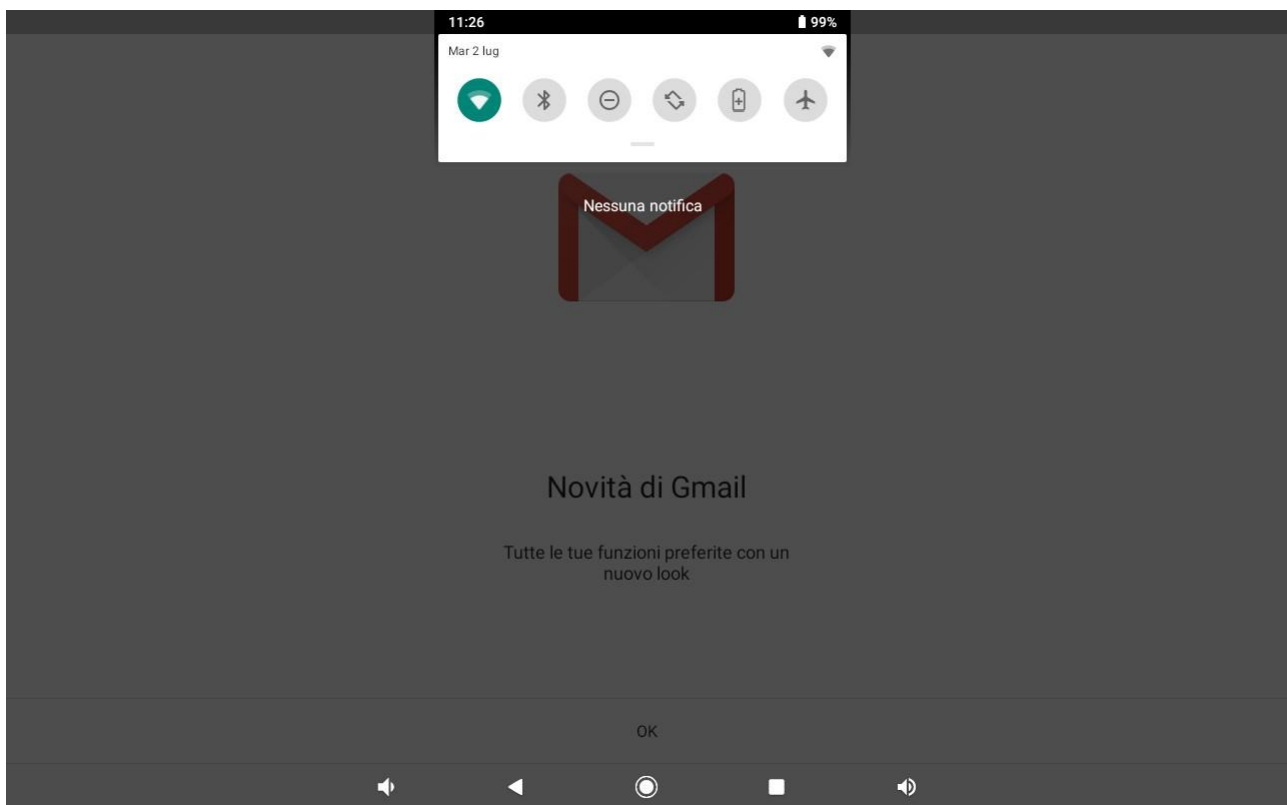 11:26 99%
Mar 2 lug
Nessuna notifica
Novità di Gmail
Tutte le tue funzioni preferite con un
nuovo look
OK